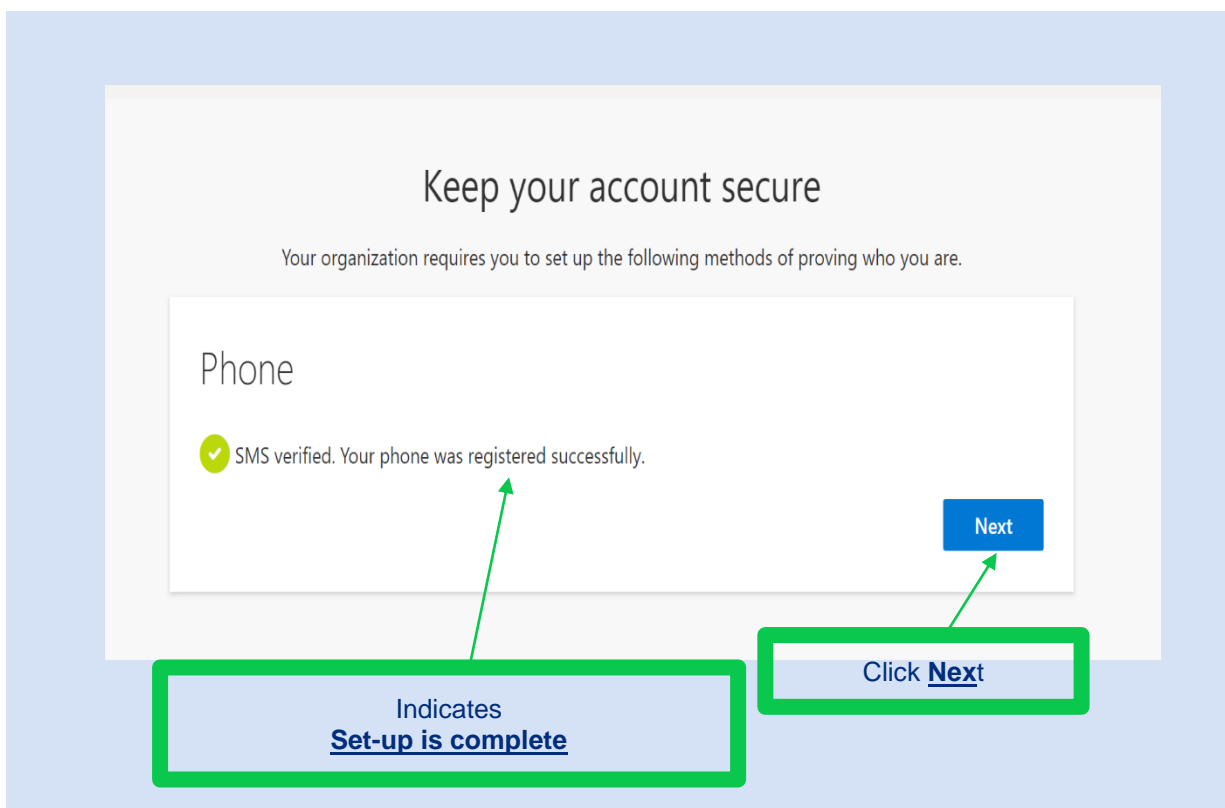 Keep your account secure
Your organization requires you to set up the following methods of proving who you are.
Phone
SMS verified. Your phone was registered successfully.
Next
Click Next
Indicates
Set-up is complete